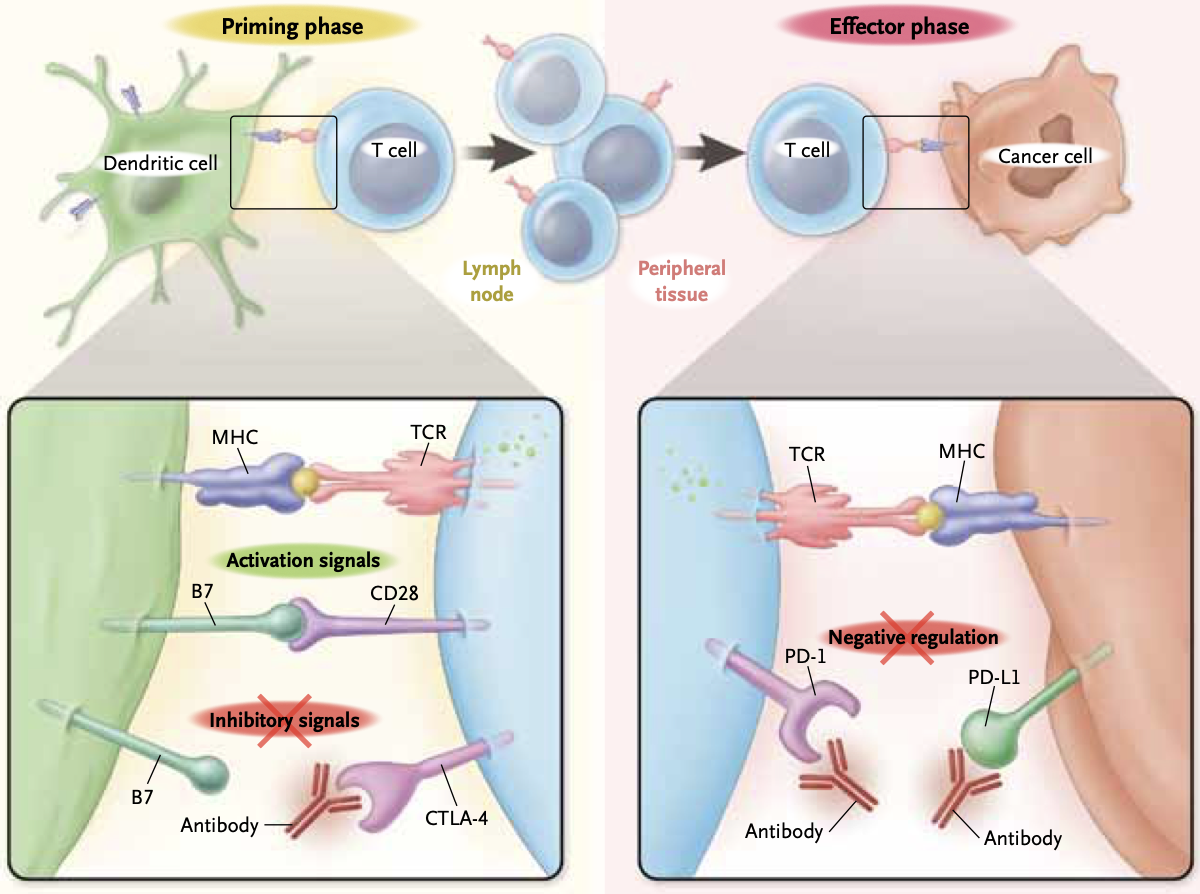 Priming phase
Effector phase
Dendritic cell
T cell
T cell
Cancer cell
Lymph
node
Peripheral
tissue
MHC
TCR
Activation signals
B7
CD28
Inhibitory signals
B7
Antibody
CTLA-4
TCR
MHC
Negative regulation
PD-1
PD-L1
Antibody
Antibody